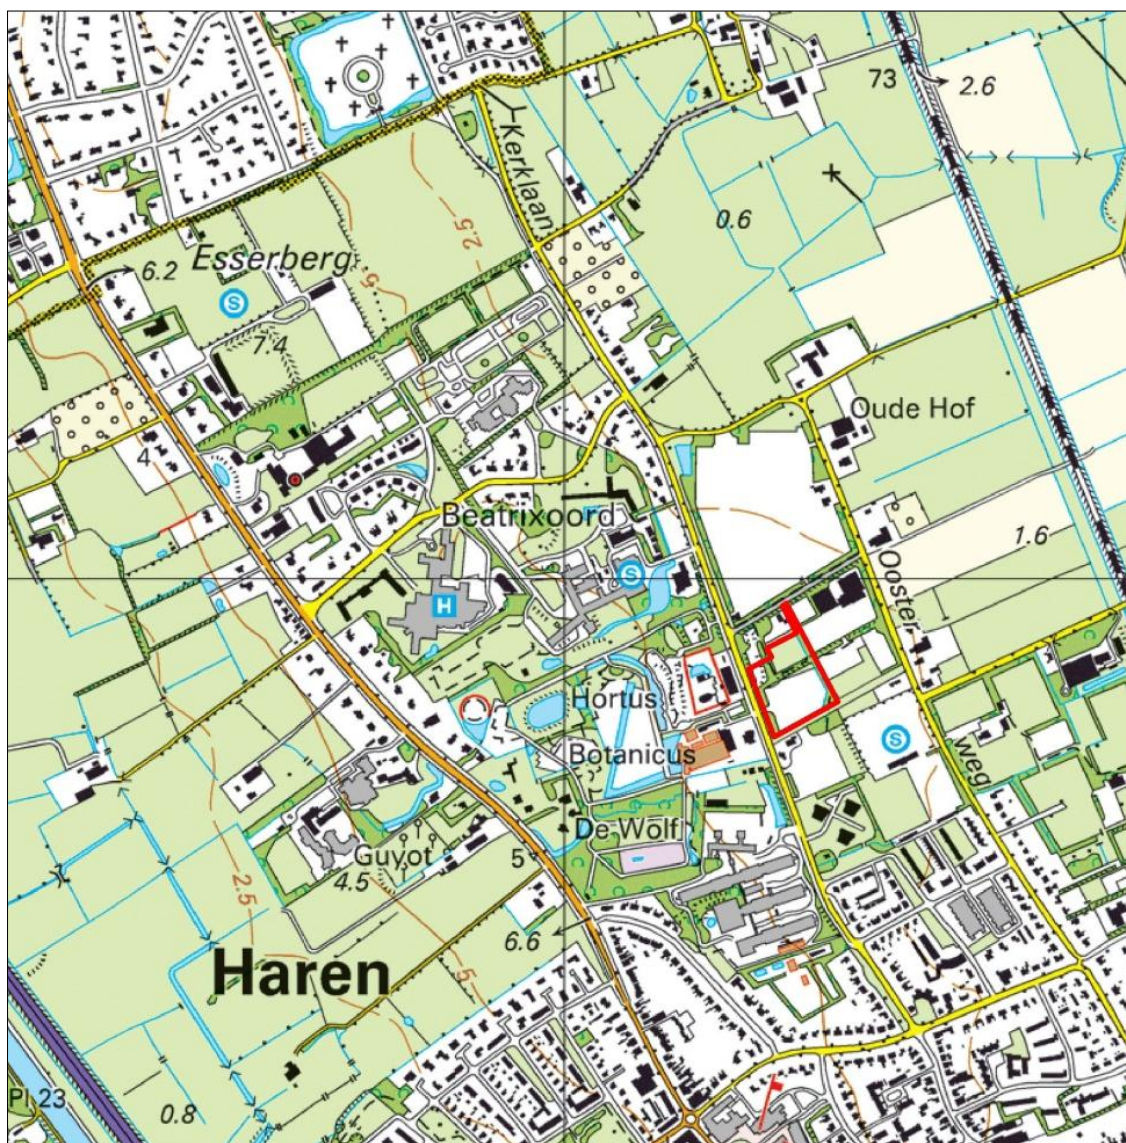 Kerklaan
73
2.6
0.6
2.5
5
6.2
Esserberg
S
7.4
Oude Hof
4
Beatrixoord
1.6
S
H
Ooster
weg
Hortus
Botanicus
S
De Wolf
Guyot
5
4.5
2.5
6.6
5
Haren
Pl 23
0.8